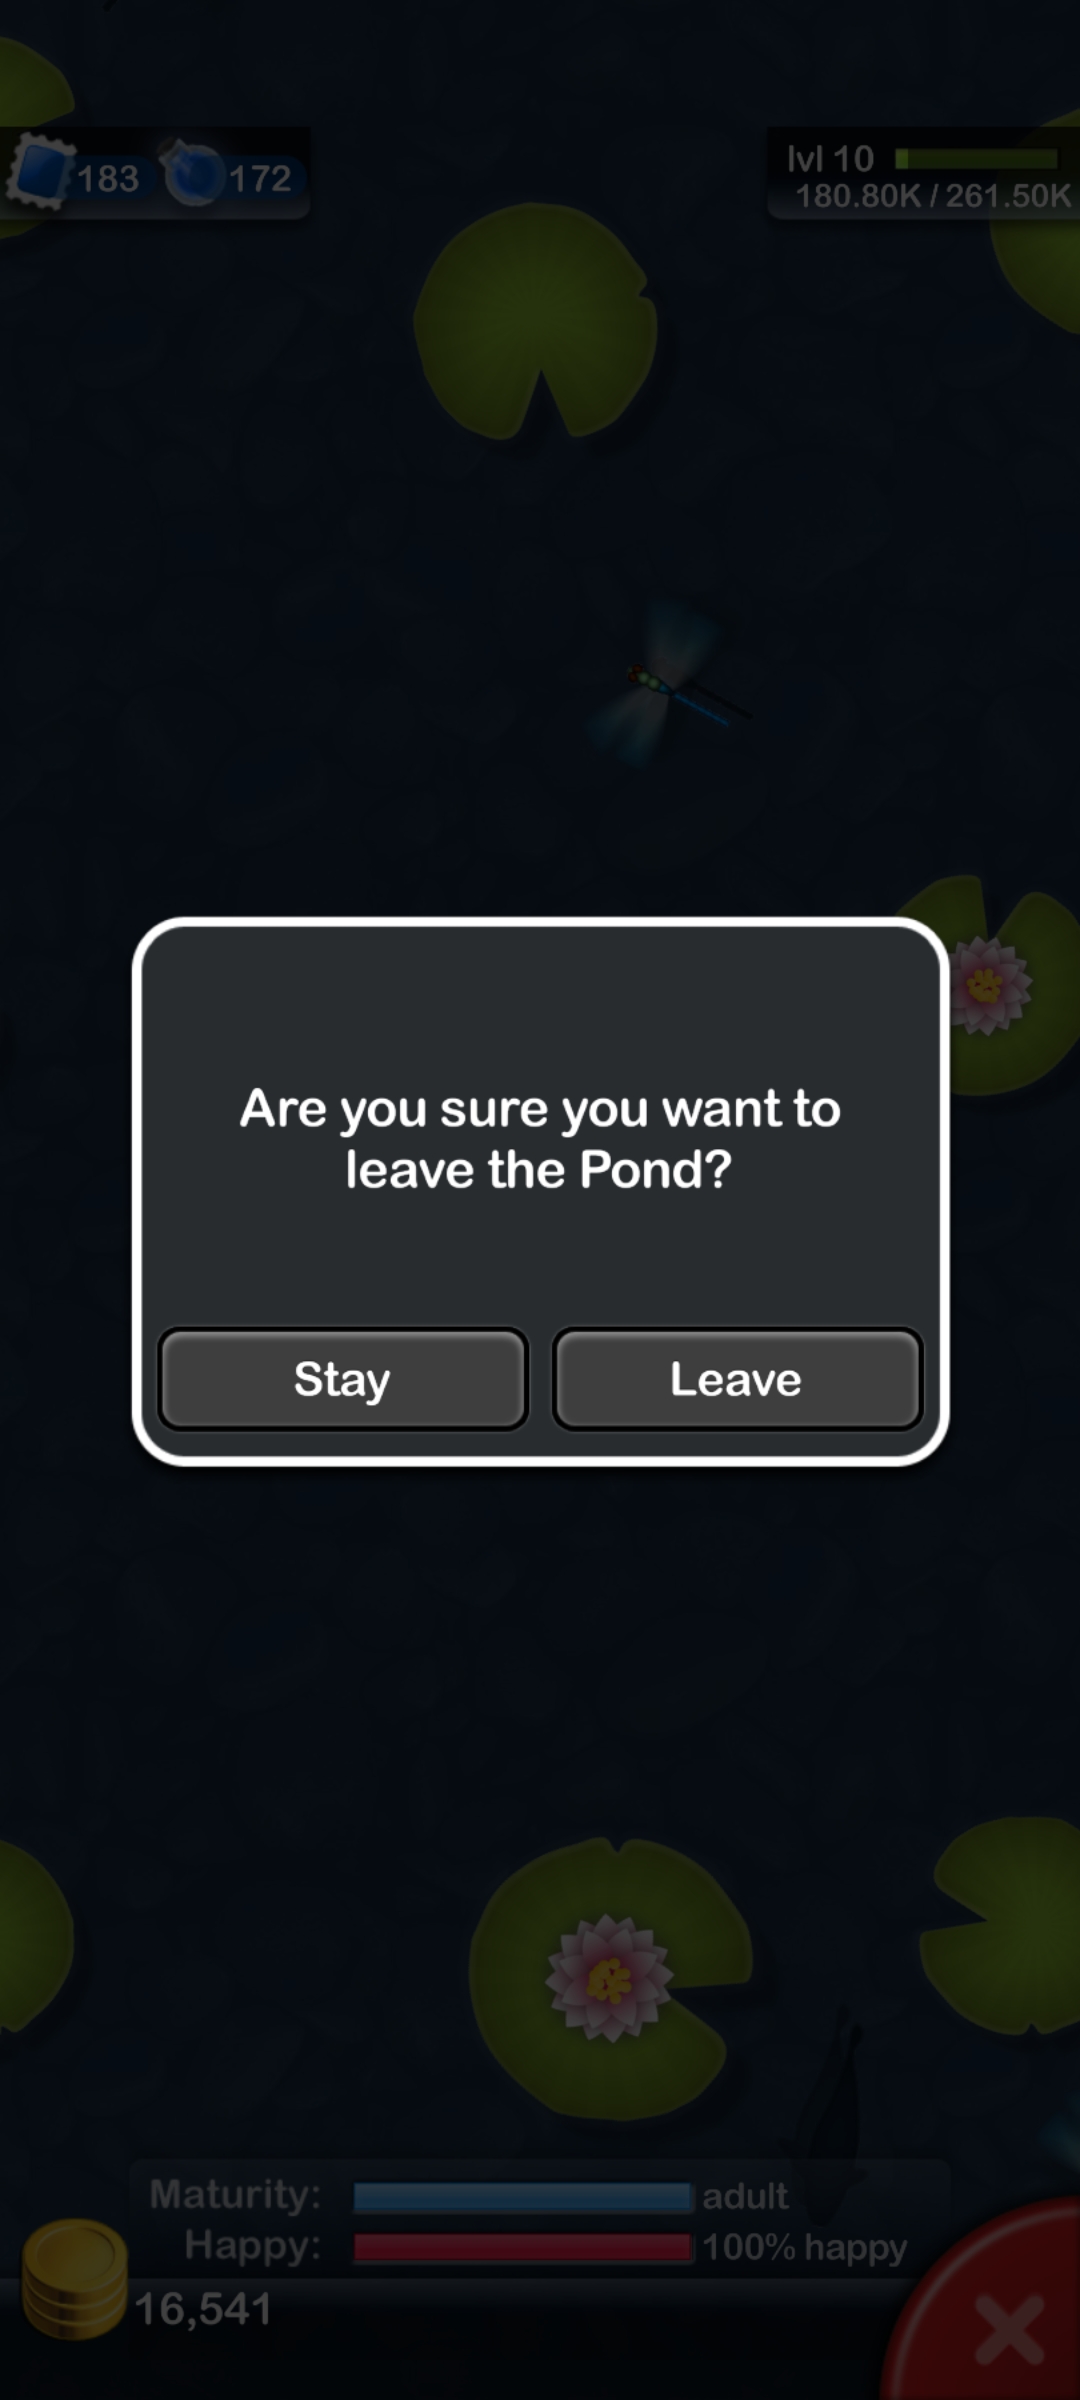 183
172
lvl 10
180.80K / 261.50K
Are you sure you want to
leave the Pond?
Stay
Leave
Maturity:
adult
Happy:
100% happy
16,541